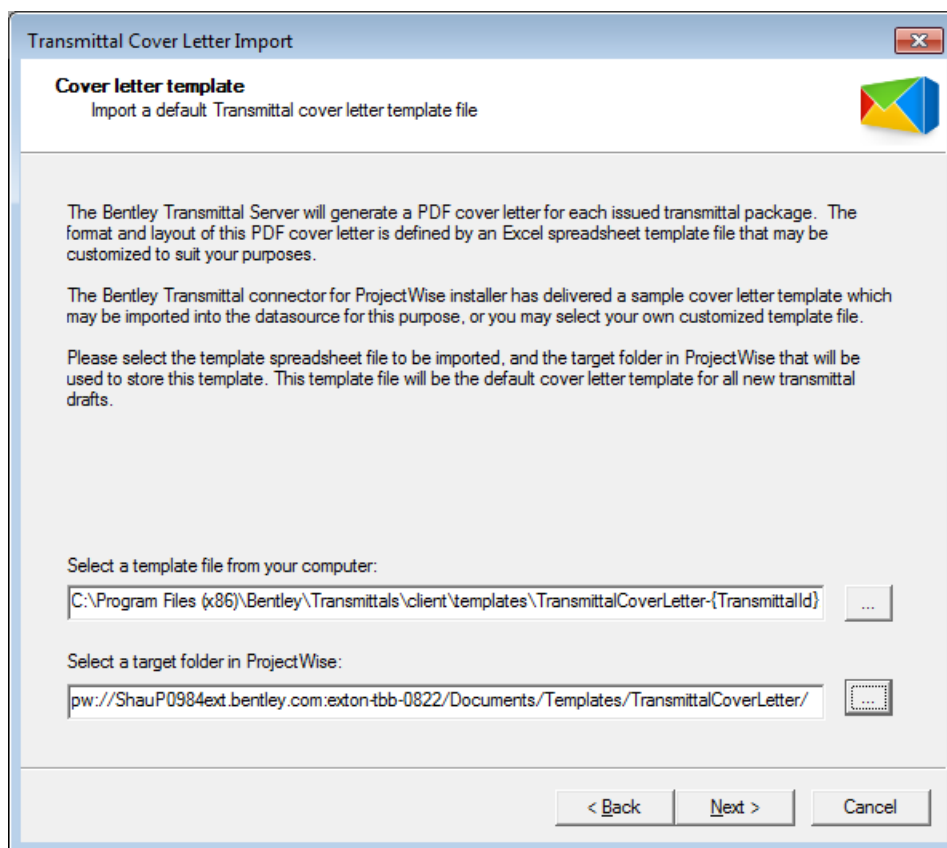 Transmittal Cover Letter Import
Cover letter template
Import a default Transmittal cover letter template file
The Bentley Transmittal Server will generate a PDF cover letter for each issued transmittal package.  The
format and layout of this PDF cover letter is defined by an Excel spreadsheet template file that may be
customized to suit your purposes.
The Bentley Transmittal connector for ProjectWise installer has delivered a sample cover letter template which
may be imported into the datasource for this purpose, or you may select your own customized template file.
Please select the template spreadsheet file to be imported, and the target folder in ProjectWise that will be
used to store this template. This template file will be the default cover letter template for all new transmittal
drafts.
Select a template file from your computer:
C:\Program Files (x86)\Bentley\Transmittals\client\templates\TransmittalCoverLetter-{TransmittalId}
...
Select a target folder in ProjectWise:
pw://ShauP0984ext.bentley.com:exton-tbb-0822/Documents/Templates/TransmittalCoverLetter/
...
< Back
Next >
Cancel